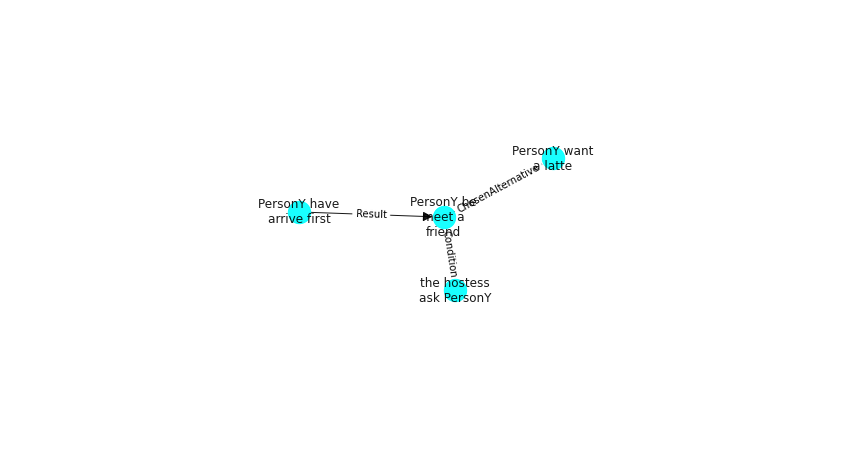 PersonY want
a latte
ChosenAlternative
PersonY be
meet a
friend
PersonY have
arrive first
Result
Condition
the hostess
ask PersonY